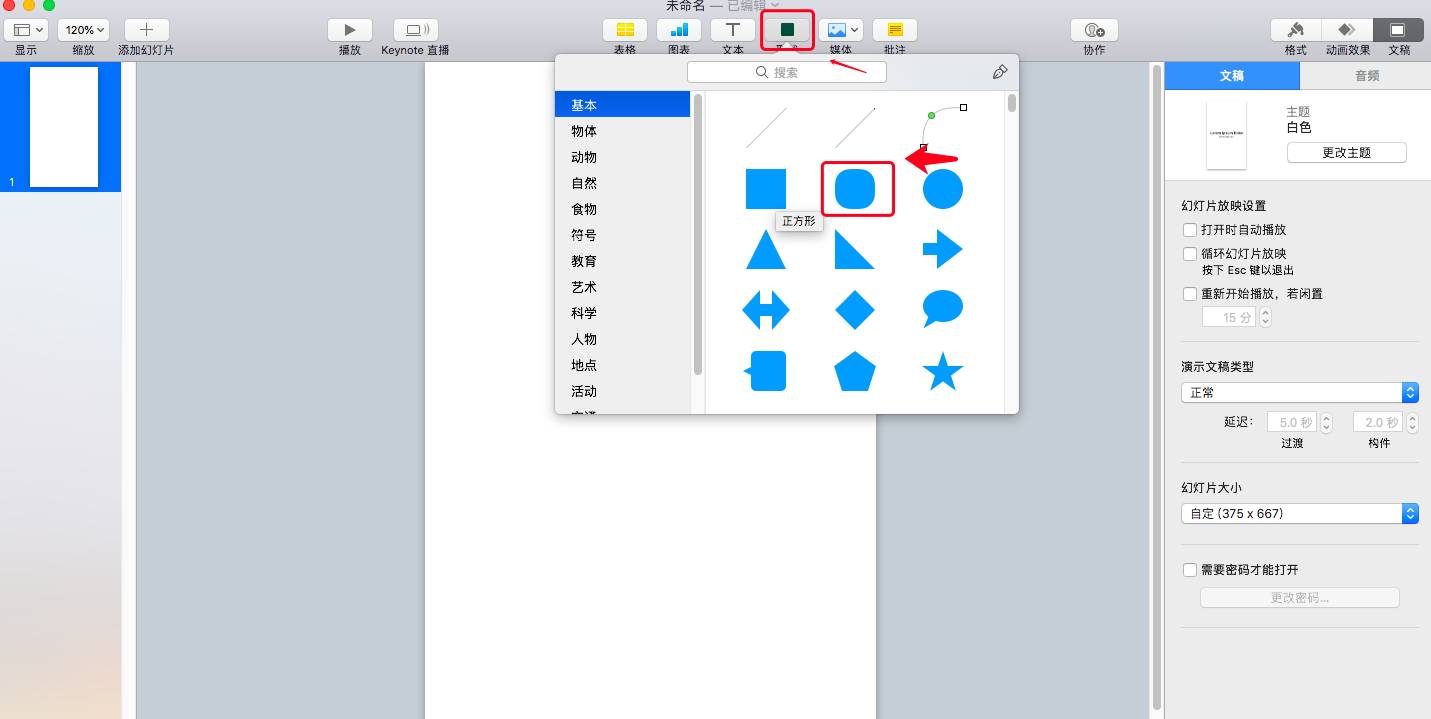 未命名 — 已编辑
120%
显示
缩放
添加幻灯片
播放
Keynote 直播
表格
图表
文本
媒体
批注
协作
格式
动画效果
文稿
搜索
基本
物体
动物
自然
食物
符号
教育
艺术
科学
人物
地点
活动
正方形
1
文稿
音频
主题
白色
更改主题
幻灯片放映设置
打开时自动播放
循环幻灯片放映
按下 Esc 键以退出
重新开始播放，若闲置
15 分
演示文稿类型
正常
延迟：
5.0 秒
2.0 秒
过渡
构件
幻灯片大小
自定 (375 x 667)
需要密码才能打开
更改密码...